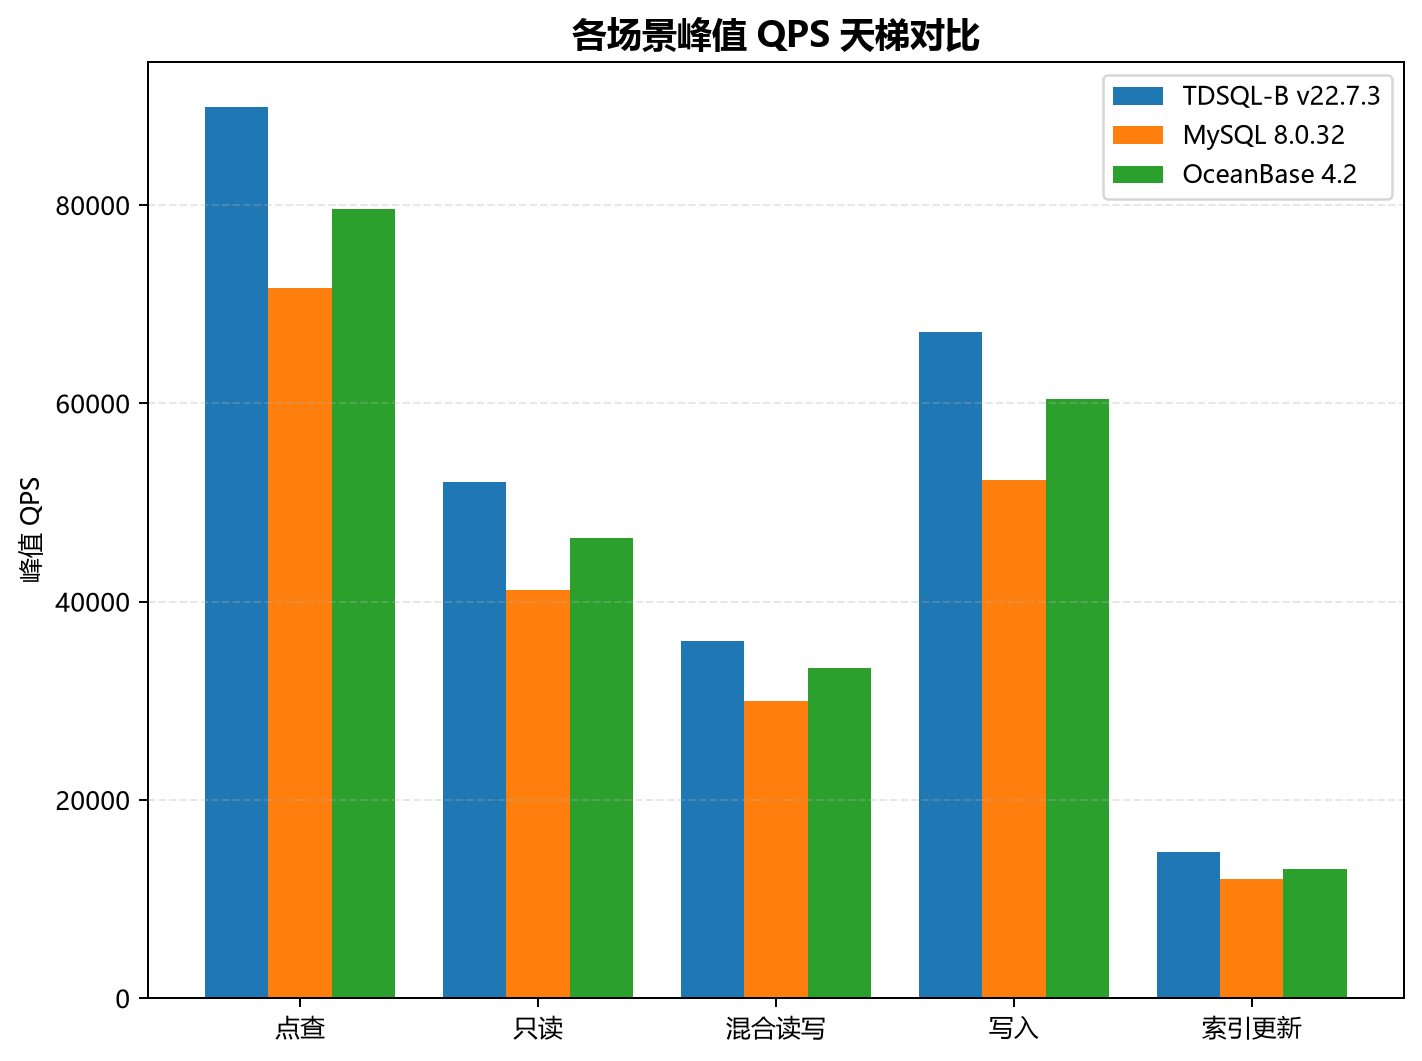 各场景峰值 QPS 天梯对比
TDSQL-B v22.7.3
MySQL 8.0.32
OceanBase 4.2
峰值 QPS
80000
60000
40000
20000
0
点查
只读
混合读写
写入
索引更新